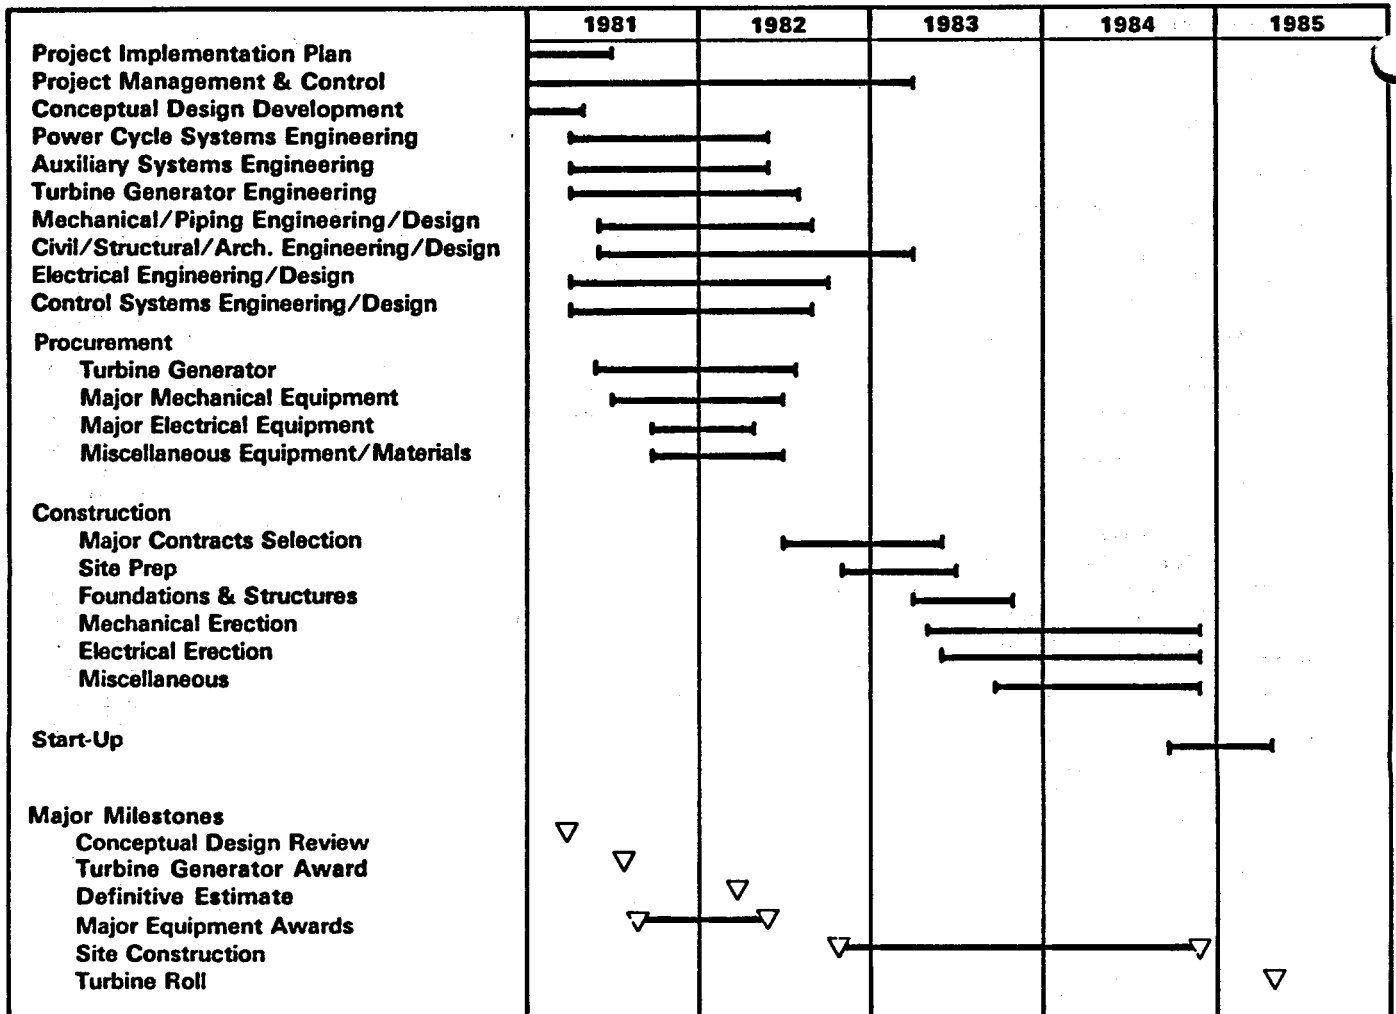 1981 1982 1983 1984 1985
Project Implementation Plan
Project Management & Control
Conceptual Design Development
Power Cycle Systems Engineering
Auxiliary Systems Engineering
Turbine Generator Engineering
Mechanical/Piping Engineering/Design
Civil/Structural/Arch. Engineering/Design
Electrical Engineering/Design
Control Systems Engineering/Design
Procurement
Turbine Generator
Major Mechanical Equipment
Major Electrical Equipment
Miscellaneous Equipment/Materials
Construction
Major Contracts Selection
Site Prep
Foundations & Structures
Mechanical Erection
Electrical Erection
Miscellaneous
Start-Up
Major Milestones
Conceptual Design Review
Turbine Generator Award
Definitive Estimate
Major Equipment Awards
Site Construction
Turbine Roll